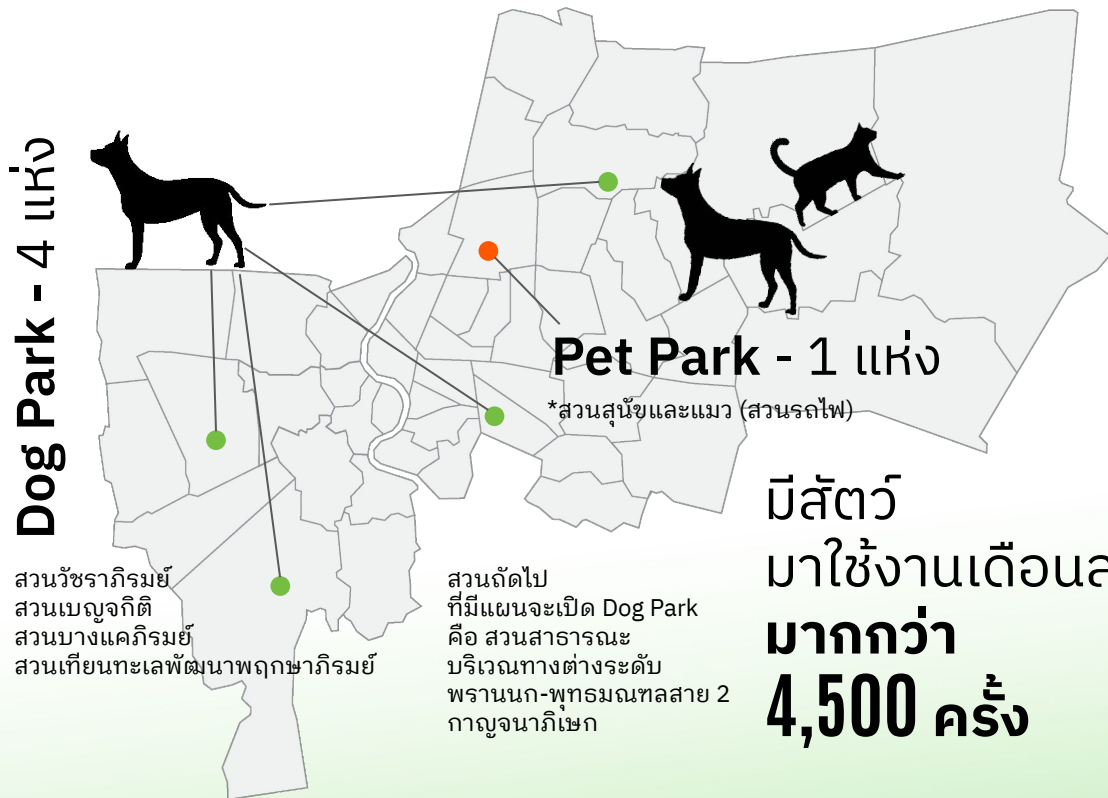 Dog Park - 4 แห่ง
Pet Park - 1 แห่ง
*สวนสุนัขและแมว (สวนรถไฟ)
สวนวัชราภิรมย์
สวนเบญจกิติ
สวนบางแคภิรมย์
สวนเทียนทะเลพัฒนาพฤกษาภิรมย์
สวนถัดไป
ที่มีแผนจะเปิด Dog Park
คือ สวนสาธารณะ
บริเวณทางต่างระดับ
พรานนก-พุทธมณฑลสาย 2
กาญจนาภิเษก
มีสัตว์
มาใช้งานเดือนล
มากกว่า
4,500 ครั้ง